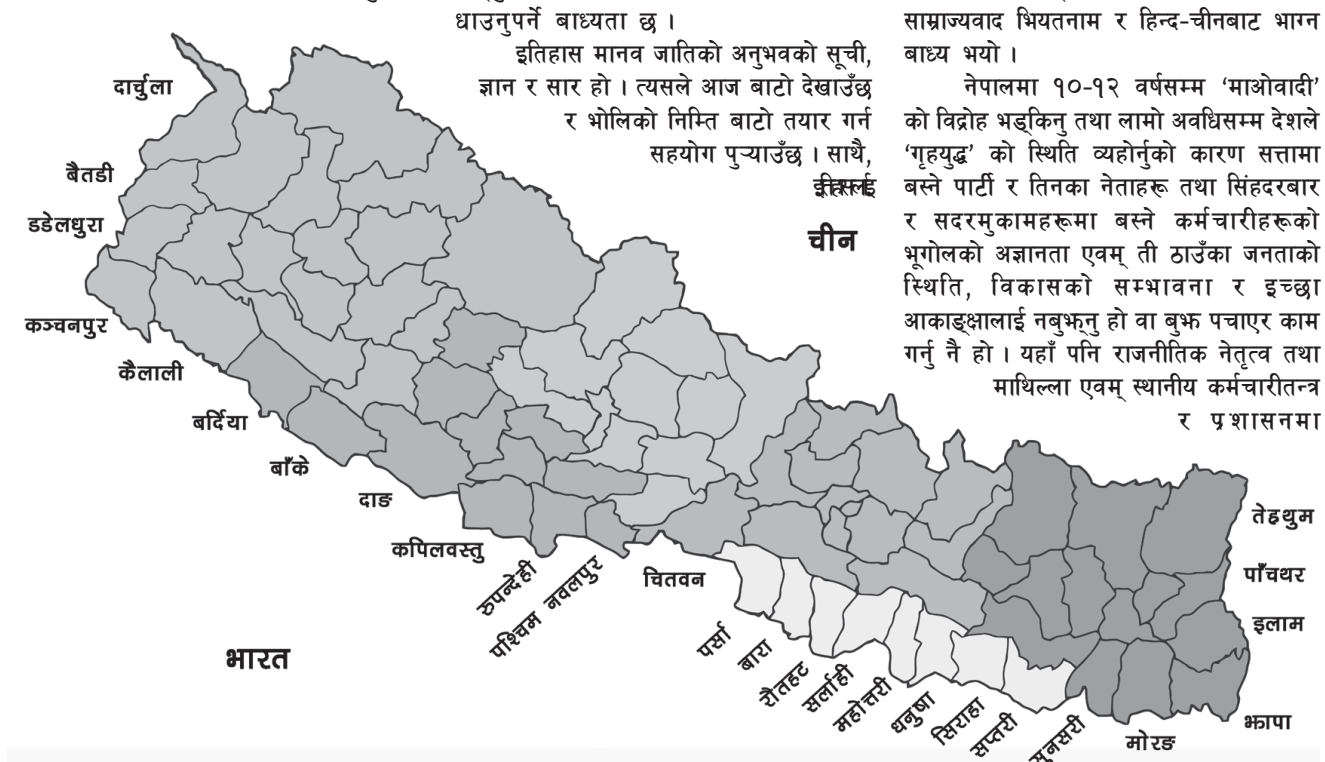 धाउनुपर्ने बाध्यता छ ।
इतिहास मानव जातिको अनुभवको सूची,
ज्ञान र सार हो । त्यसले आज बाटो देखाउँछ
र भोलिको निम्ति बाटो तयार गर्न
सहयोग पुऱ्याउँछ । साथै,
साम्राज्यवाद भियतनाम र हिन्द-चीनबाट भाग्न
बाध्य भयो ।
नेपालमा १०-१२ वर्षसम्म ‘माओवादी’
को विद्रोह भड्किनु तथा लामो अवधिसम्म देशले
‘गृहयुद्ध’ को स्थिति व्यहोर्नुको कारण सत्तामा
बस्ने पार्टी र तिनका नेताहरू तथा सिंहदरबार
र सदरमुकामहरूमा बस्ने कर्मचारीहरूको
भूगोलको अज्ञानता एवम् ती ठाउँका जनताको
स्थिति, विकासको सम्भावना र इच्छा
आकाङ्क्षालाई नबुझ्नु हो वा बुझ पचाएर काम
गर्नु नै हो । यहाँ पनि राजनीतिक नेतृत्व तथा
माथिल्ला एवम् स्थानीय कर्मचारीतन्त्र
र प्रशासनमा
दार्चुला
बैतडी
डडेलधुरा
कञ्चनपुर
कैलाली
बर्दिया
बाँके
दाङ
कपिलवस्तु
रुपन्देही
पश्चिम नवलपुर
चितवन
पर्सा
बारा
रौतहट
सर्लाही
महोत्तरी
धनुषा
सिराहा
सप्तरी
सुनसरी
मोरङ
झापा
इलाम
पाँचथर
तेह्रथुम
चीन
भारत